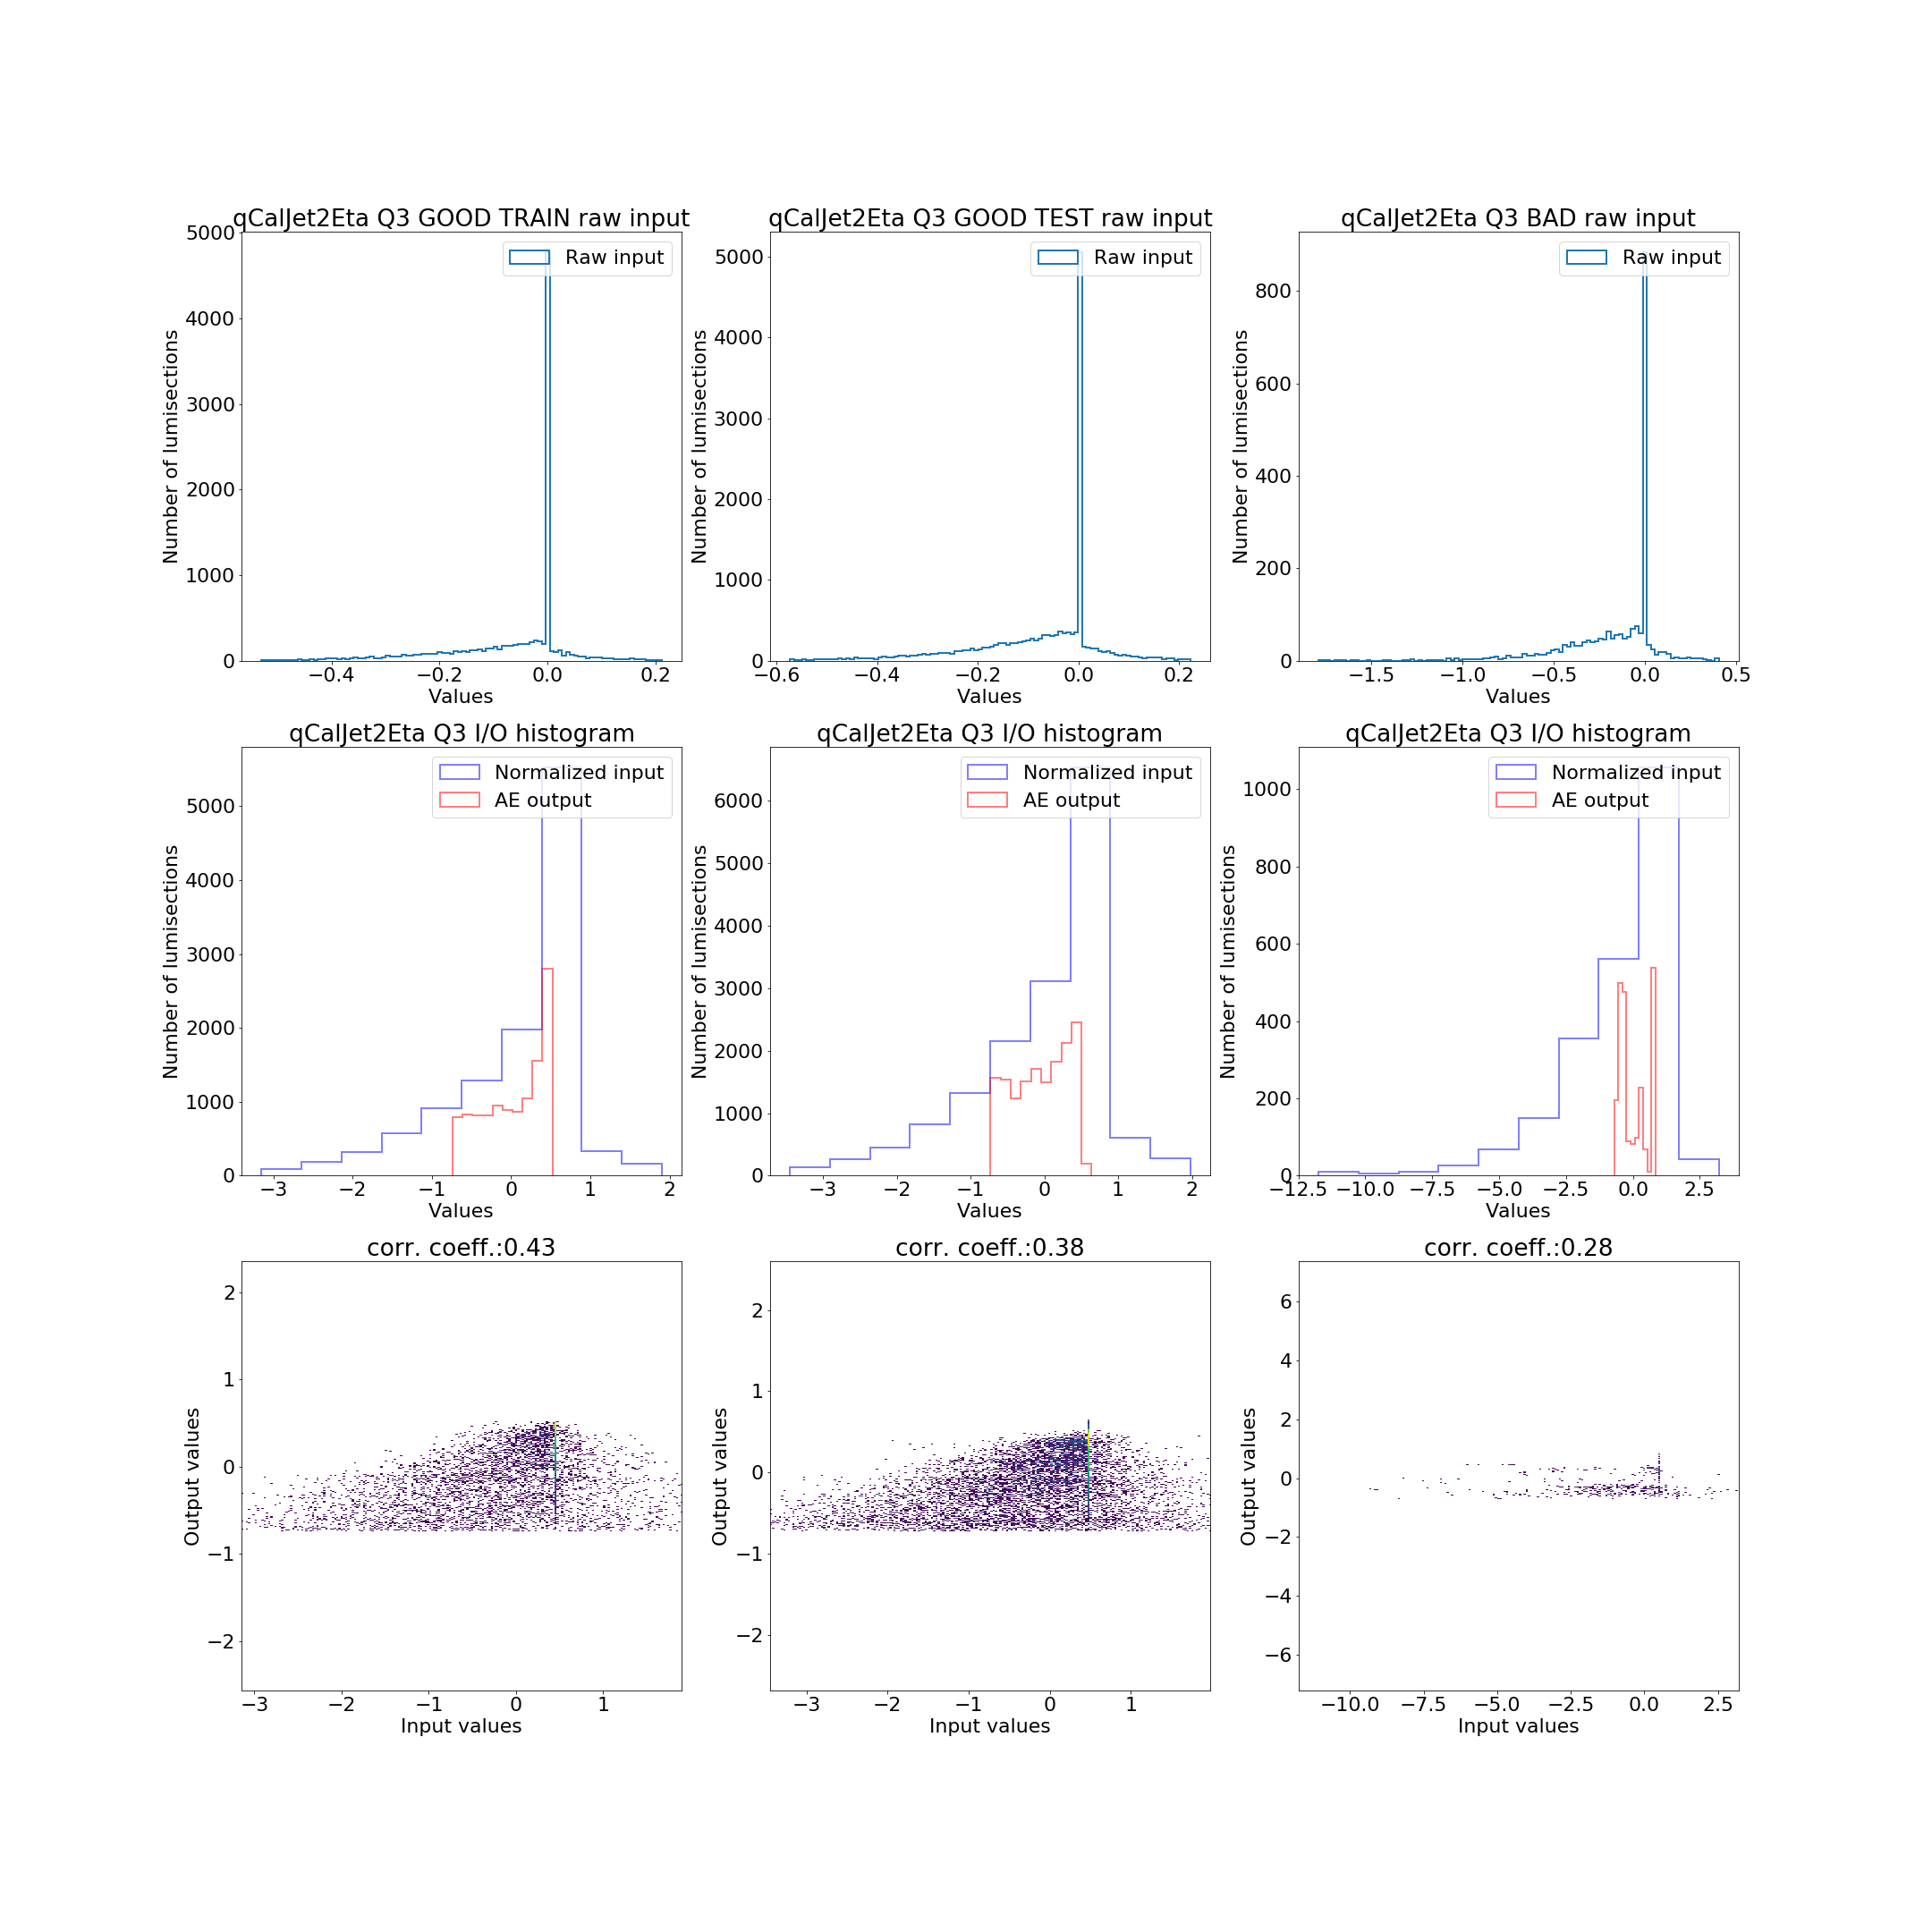 qCalJet2Eta Q3 GOOD TRAIN raw input
Raw input
Number of lumisections
5000
4000
3000
2000
1000
0
−0.4 −0.2 0.0 0.2
Values
qCalJet2Eta Q3 GOOD TEST raw input
Raw input
Number of lumisections
5000
4000
3000
2000
1000
0
−0.6 −0.4 −0.2 0.0 0.2
Values
qCalJet2Eta Q3 BAD raw input
Raw input
Number of lumisections
800
600
400
200
0
−1.5 −1.0 −0.5 0.0 0.5
Values
qCalJet2Eta Q3 I/O histogram
Normalized input
AE output
Number of lumisections
5000
4000
3000
2000
1000
0
−3 −2 −1 0 1 2
Values
qCalJet2Eta Q3 I/O histogram
Normalized input
AE output
Number of lumisections
6000
5000
4000
3000
2000
1000
0
−3 −2 −1 0 1 2
Values
qCalJet2Eta Q3 I/O histogram
Normalized input
AE output
Number of lumisections
1000
800
600
400
200
0
−12.5 −10.0 −7.5 −5.0 −2.5 0.0 2.5
Values
corr. coeff.:0.43
Output values
2
1
0
−1
−2
−3 −2 −1 0 1
Input values
corr. coeff.:0.38
Output values
2
1
0
−1
−2
−3 −2 −1 0 1
Input values
corr. coeff.:0.28
Output values
6
4
2
0
−2
−4
−6
−10.0 −7.5 −5.0 −2.5 0.0 2.5
Input values